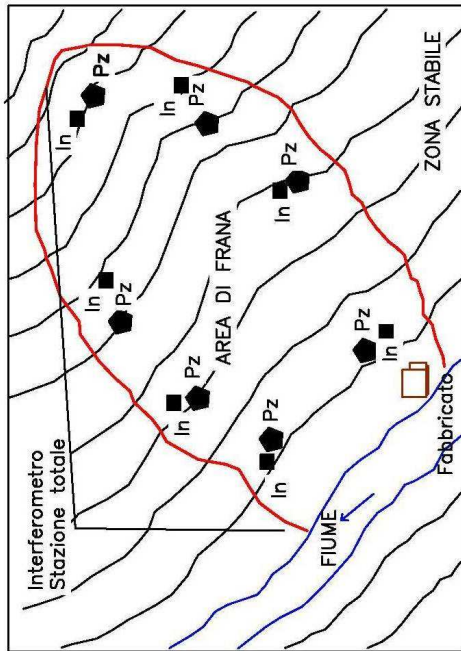 Interferometro
Stazione totale
In
Pz
In
Pz
In
Pz
In
Pz
In
Pz
In
Pz
In
Pz
AREA DI FRANA
ZONA STABILE
FIUME
Fabbricato